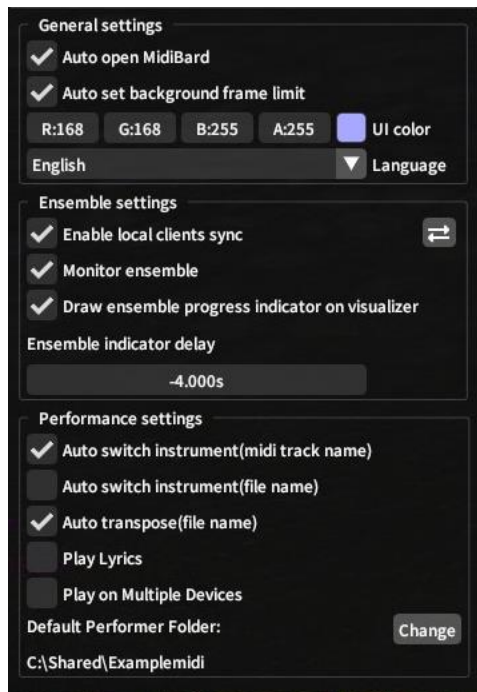 General settings
Auto open MidiBard
Auto set background frame limit
R:168 G:168 B:255 A:255 UI color
English Language
Ensemble settings
Enable local clients sync
Monitor ensemble
Draw ensemble progress indicator on visualizer
Ensemble indicator delay
-4.000s
Performance settings
Auto switch instrument(midi track name)
Auto switch instrument(file name)
Auto transpose(file name)
Play Lyrics
Play on Multiple Devices
Default Performer Folder: Change
C:\Shared\Examplemidi